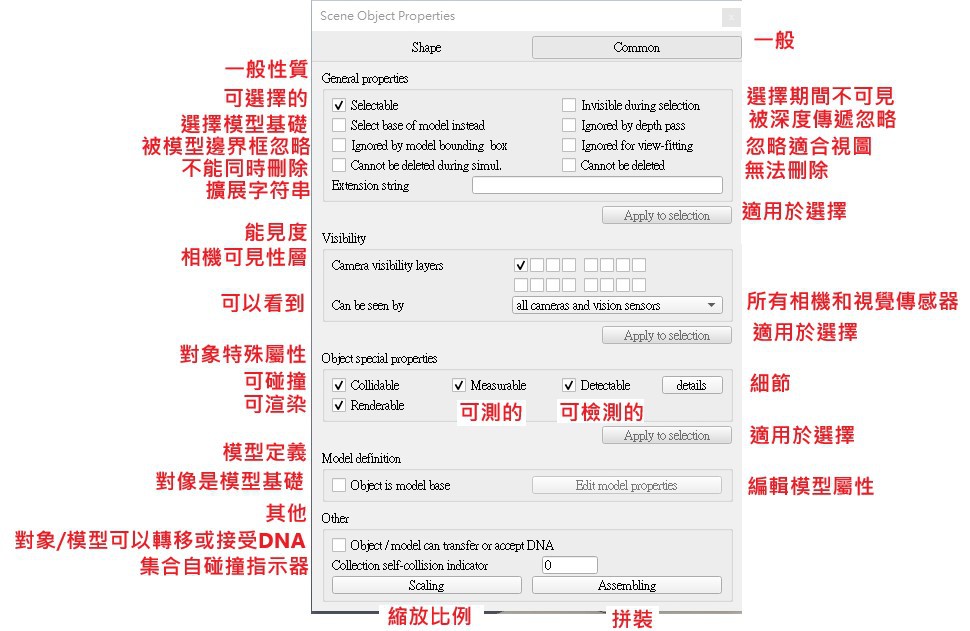 Scene Object Properties
x
Shape Common 一般
一般性質 General properties
可選擇的 Selectable Invisible during selection 選擇期間不可見
選擇模型基礎 Select base of model instead Ignored by depth pass 被深度傳遞忽略
被模型邊界框忽略 Ignored by model bounding box Ignored for view-fitting 忽略適合視圖
不能同時刪除 Cannot be deleted during simul. Cannot be deleted 無法刪除
擴展字符串 Extension string
Apply to selection 適用於選擇
能見度 Visibility
相機可見性層 Camera visibility layers
可以看到 Can be seen by all cameras and vision sensors 所有相機和視覺傳感器
Apply to selection 適用於選擇
對象特殊屬性 Object special properties
可碰撞 Collidable Measurable Detectable details 細節
可渲染 Renderable 可測的 可檢測的
Apply to selection 適用於選擇
模型定義 Model definition
對像是模型基礎 Object is model base Edit model properties 編輯模型屬性
其他 Other
對象/模型可以轉移或接受DNA Object / model can transfer or accept DNA
集合自碰撞指示器 Collection self-collision indicator 0
Scaling Assembling
縮放比例 拼裝